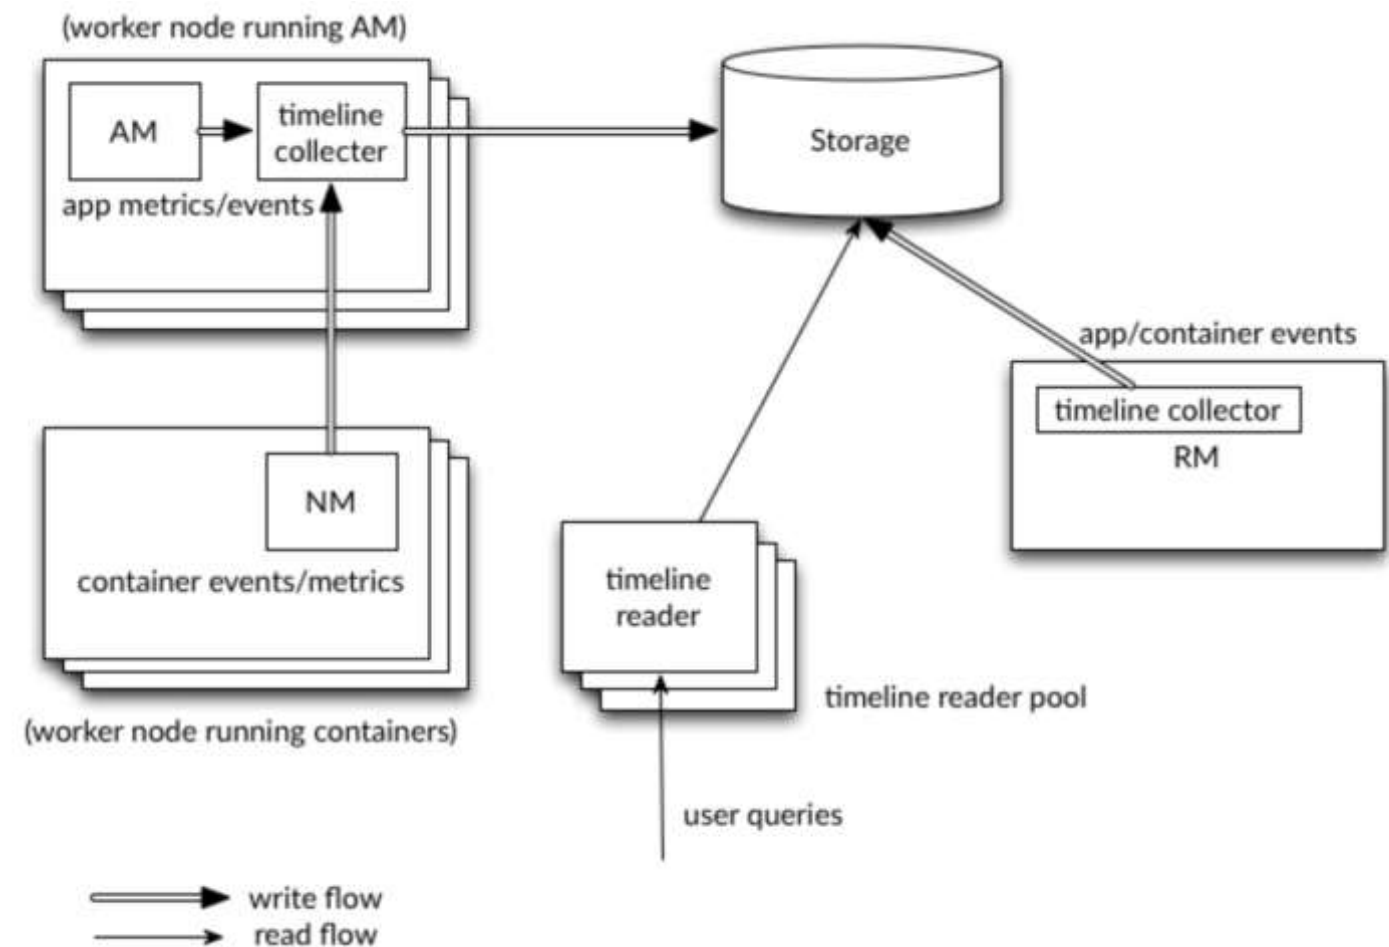 (worker node running AM)
AM
timeline
collecter
app metrics/events
Storage
app/container events
timeline collector
RM
NM
container events/metrics
(worker node running containers)
timeline
reader
timeline reader pool
user queries
write flow
read flow